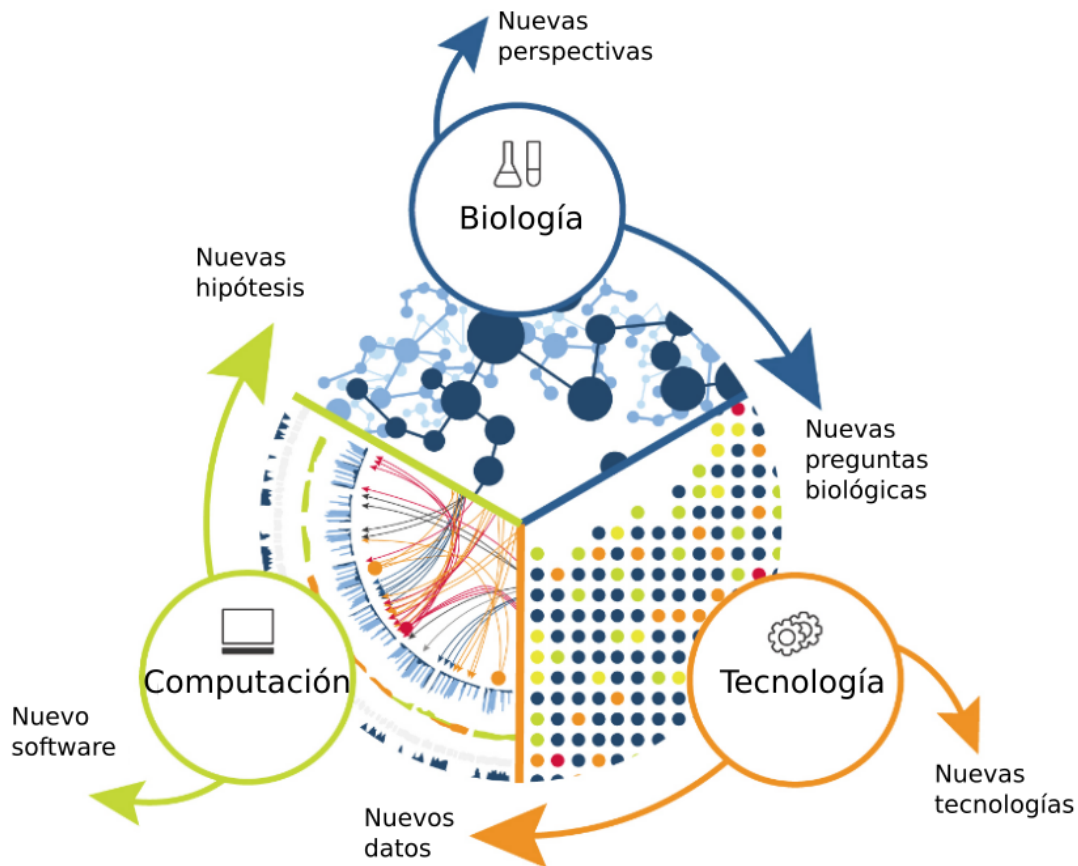 Nuevas
perspectivas
Biología
Nuevas
hipótesis
Nuevas
preguntas
biológicas
Computación
Tecnología
Nuevo
software
Nuevas
tecnologías
Nuevos
datos